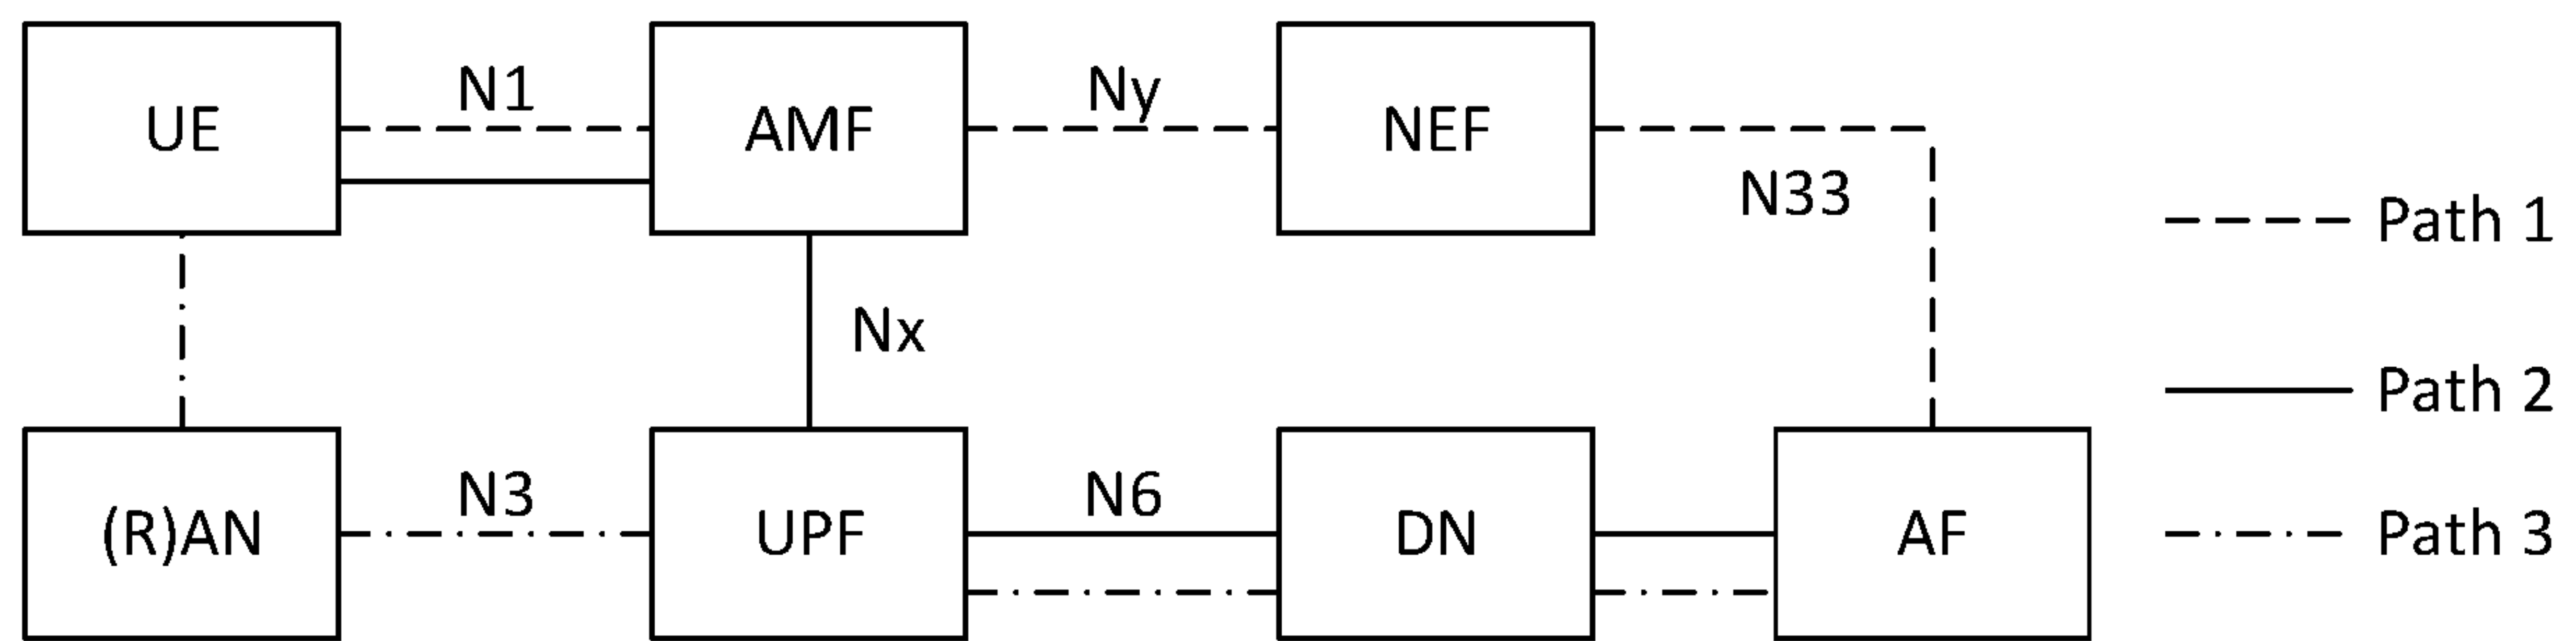 N1
Ny
UE
AMF
NEF
N33
Path 1
Nx
Path 2
N3
N6
(R)AN
UPF
DN
AF
Path 3